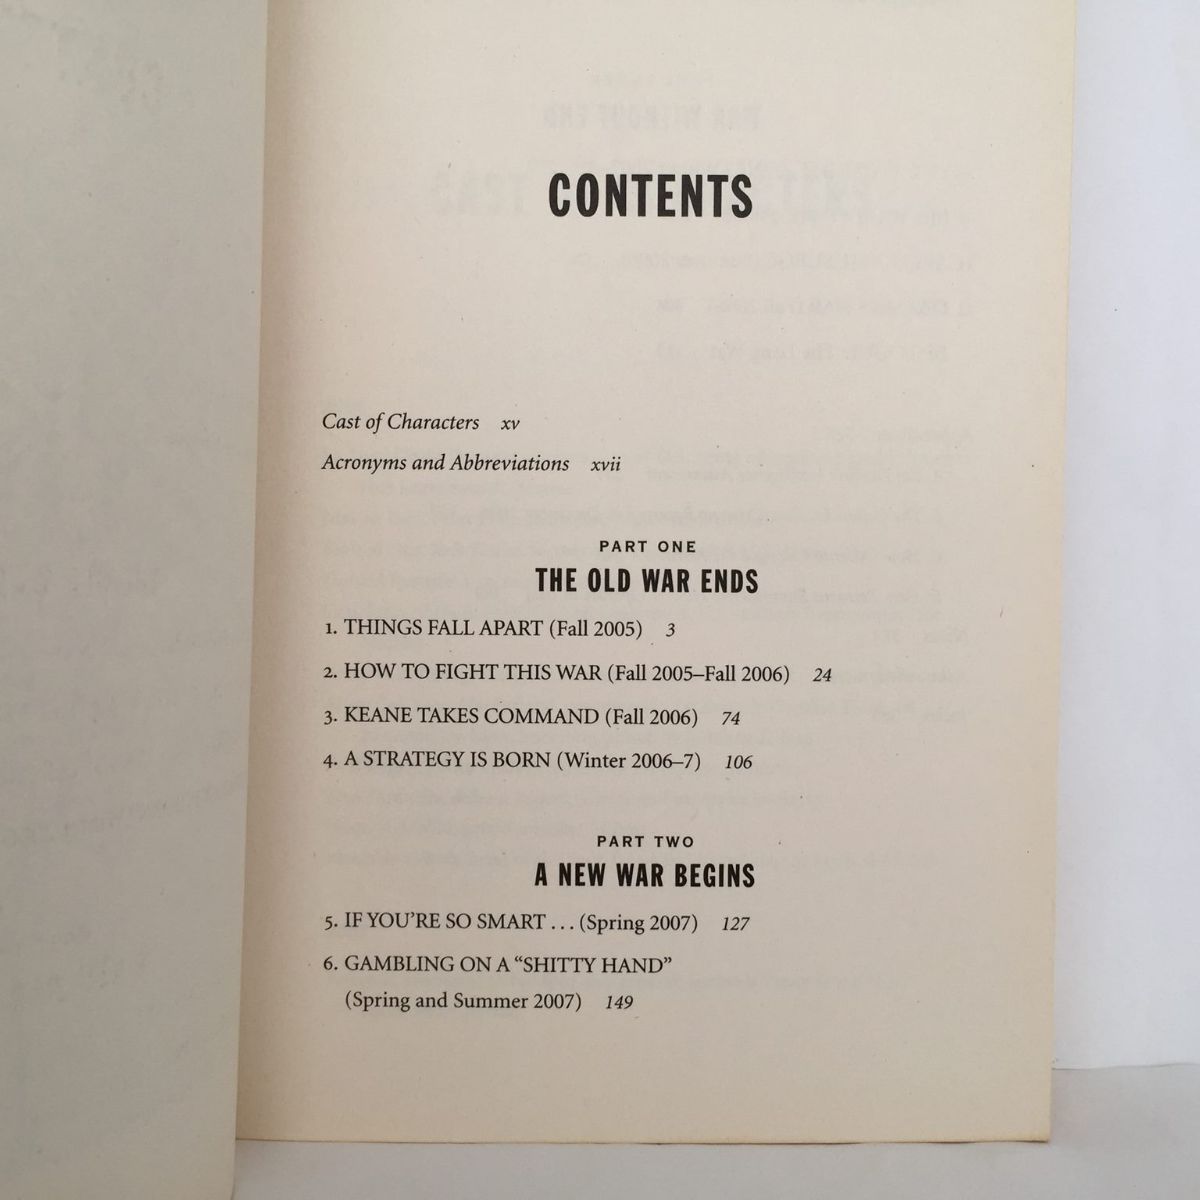 CONTENTS
Cast of Characters xv
Acronyms and Abbreviations xvii
PART ONE
THE OLD WAR ENDS
1. THINGS FALL APART (Fall 2005) 3
2. HOW TO FIGHT THIS WAR (Fall 2005–Fall 2006) 24
3. KEANE TAKES COMMAND (Fall 2006) 74
4. A STRATEGY IS BORN (Winter 2006–7) 106
PART TWO
A NEW WAR BEGINS
5. IF YOU'RE SO SMART . . . (Spring 2007) 127
6. GAMBLING ON A “SHITTY HAND”
(Spring and Summer 2007) 149